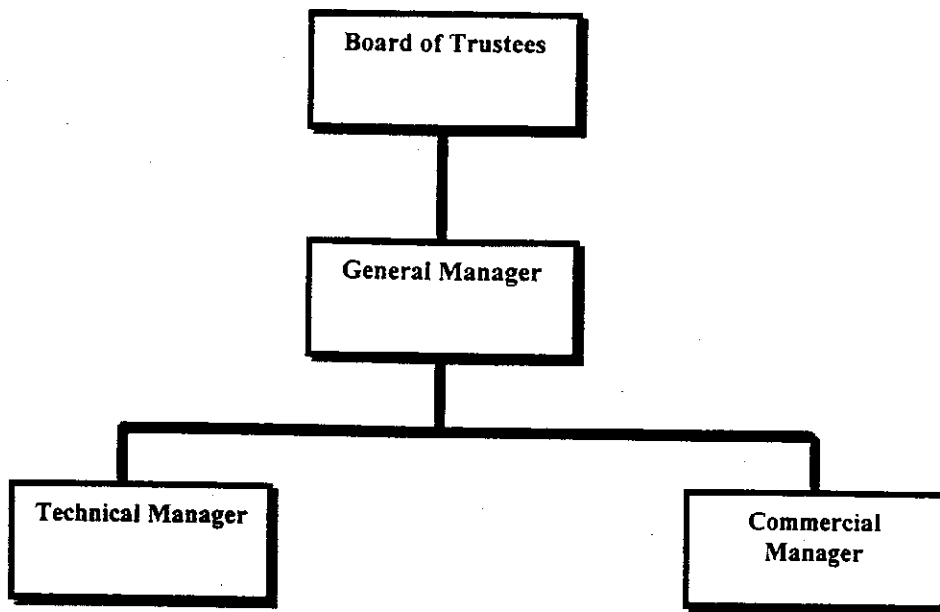 Board of Trustees
General Manager
Technical Manager
Commercial
Manager